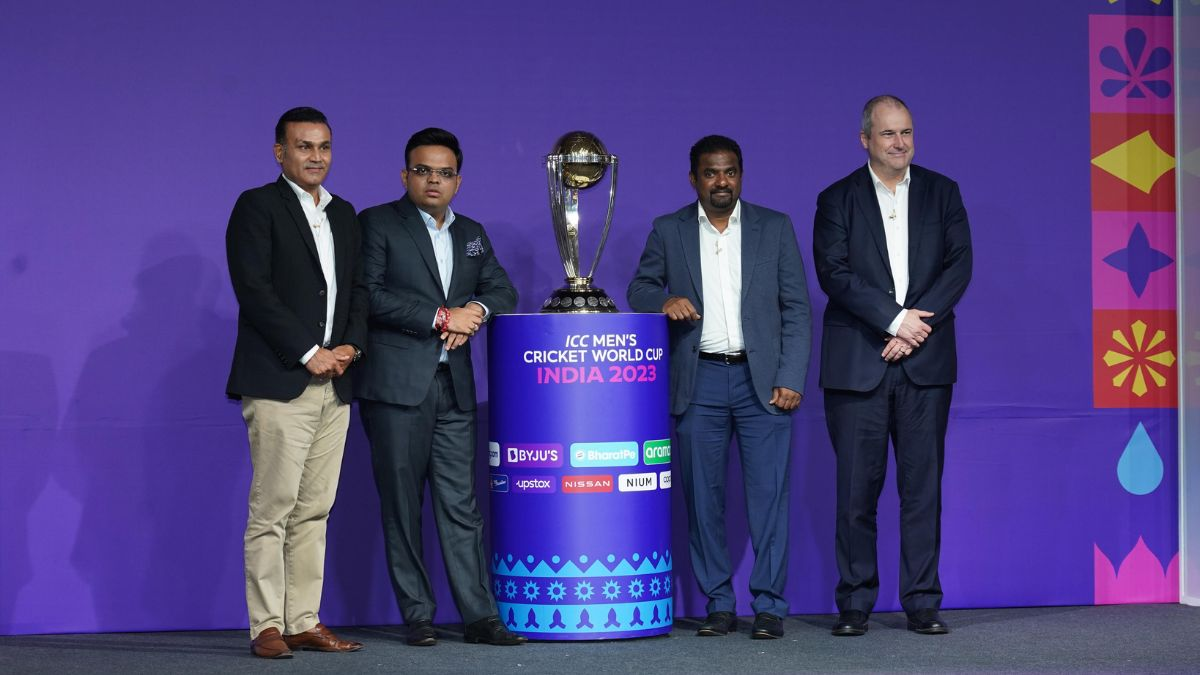 ICC MEN'S
CRICKET WORLD CUP
INDIA 2023
BYJU'S
BharatPe
upstox
NISSAN
NIUM